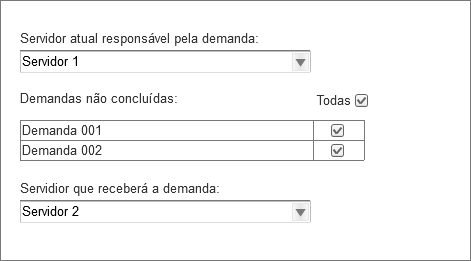 Servidor atual responsável pela demanda:
Servidor 1
Demandas não concluídas:
Todas
Demanda 001
Demanda 002
Servidior que receberá a demanda:
Servidor 2